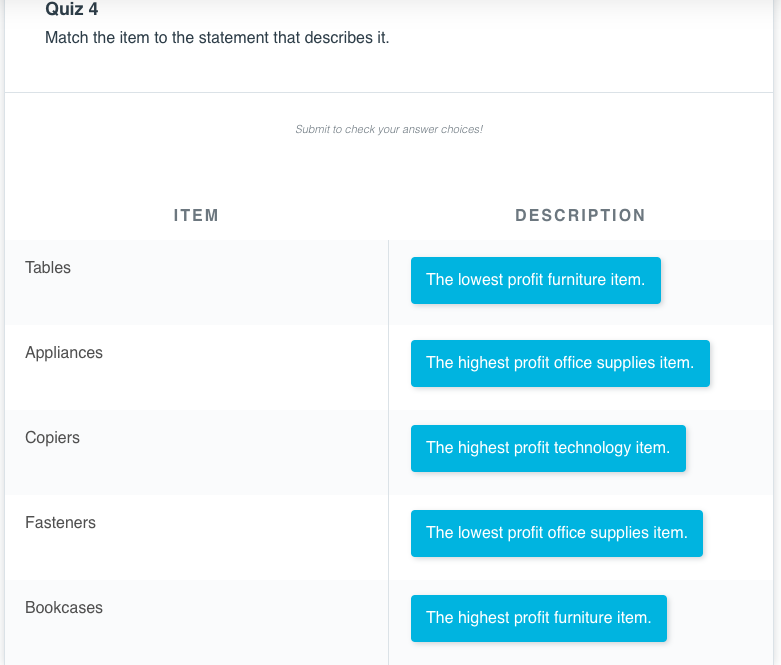 Quiz 4
Match the item to the statement that describes it.
Submit to check your answer choices!
ITEM
DESCRIPTION
Tables
The lowest profit furniture item.
Appliances
The highest profit office supplies item.
Copiers
The highest profit technology item.
Fasteners
The lowest profit office supplies item.
Bookcases
The highest profit furniture item.